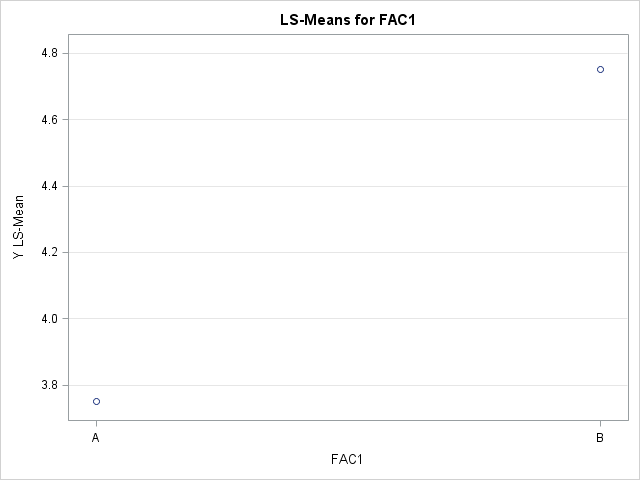 LS-Means for FAC1
4.8
4.6
4.4
4.2
4.0
3.8
Y LS-Mean
A
B
FAC1